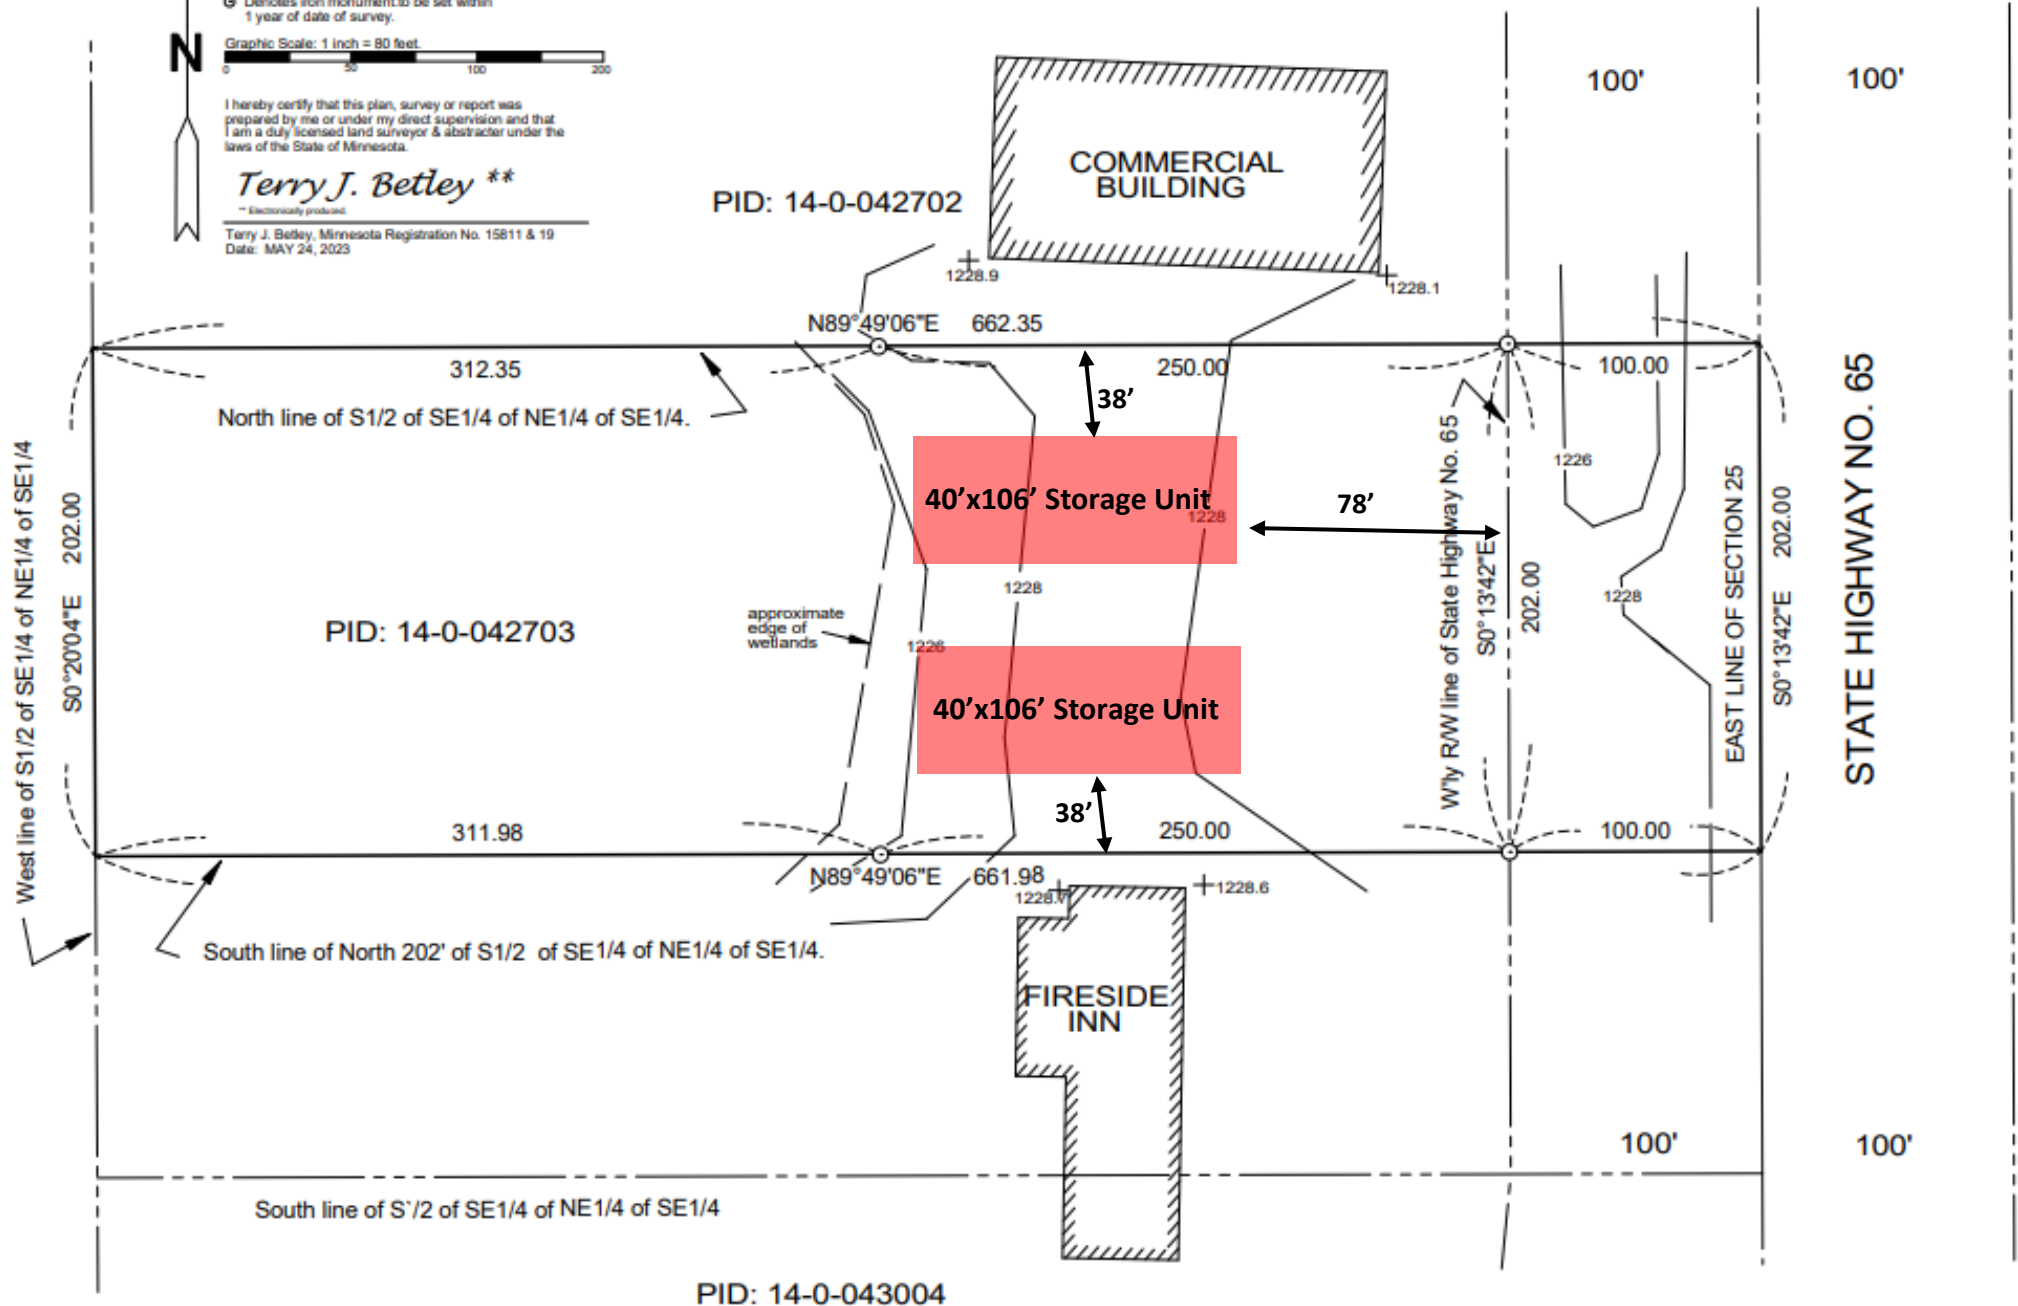 Denotes iron monument to be set within
1 year of date of survey.
N
Graphic Scale: 1 inch = 80 feet.
0 50 100 200
I hereby certify that this plan, survey or report was
prepared by me or under my direct supervision and that
I am a duly licensed land surveyor & abstracter under the
laws of the State of Minnesota.
Terry J. Betley **
** Electronically produced.
Terry J. Betley, Minnesota Registration No. 15811 & 19
Date: MAY 24, 2023
PID: 14-0-042702
COMMERCIAL
BUILDING
100'
100'
1228.9
1228.1
N89°49'06"E 662.35
312.35
250.00
100.00
North line of S1/2 of SE1/4 of NE1/4 of SE1/4.
38’
40’x106’ Storage Unit
1228
78’
1226
West line of S1/2 of SE1/4 of NE1/4 of SE1/4
S0°20'04"E 202.00
W'ly R/W line of State Highway No. 65
S0°13'42"E
202.00
EAST LINE OF SECTION 25
S0°13'42"E 202.00
STATE HIGHWAY NO. 65
1228
1228
approximate
edge of
wetlands
PID: 14-0-042703
1226
40’x106’ Storage Unit
38’
311.98
250.00
100.00
N89°49'06"E 661.98
1228.7
1228.6
South line of North 202' of S1/2 of SE1/4 of NE1/4 of SE1/4.
FIRESIDE
INN
100'
100'
South line of S`/2 of SE1/4 of NE1/4 of SE1/4
PID: 14-0-043004